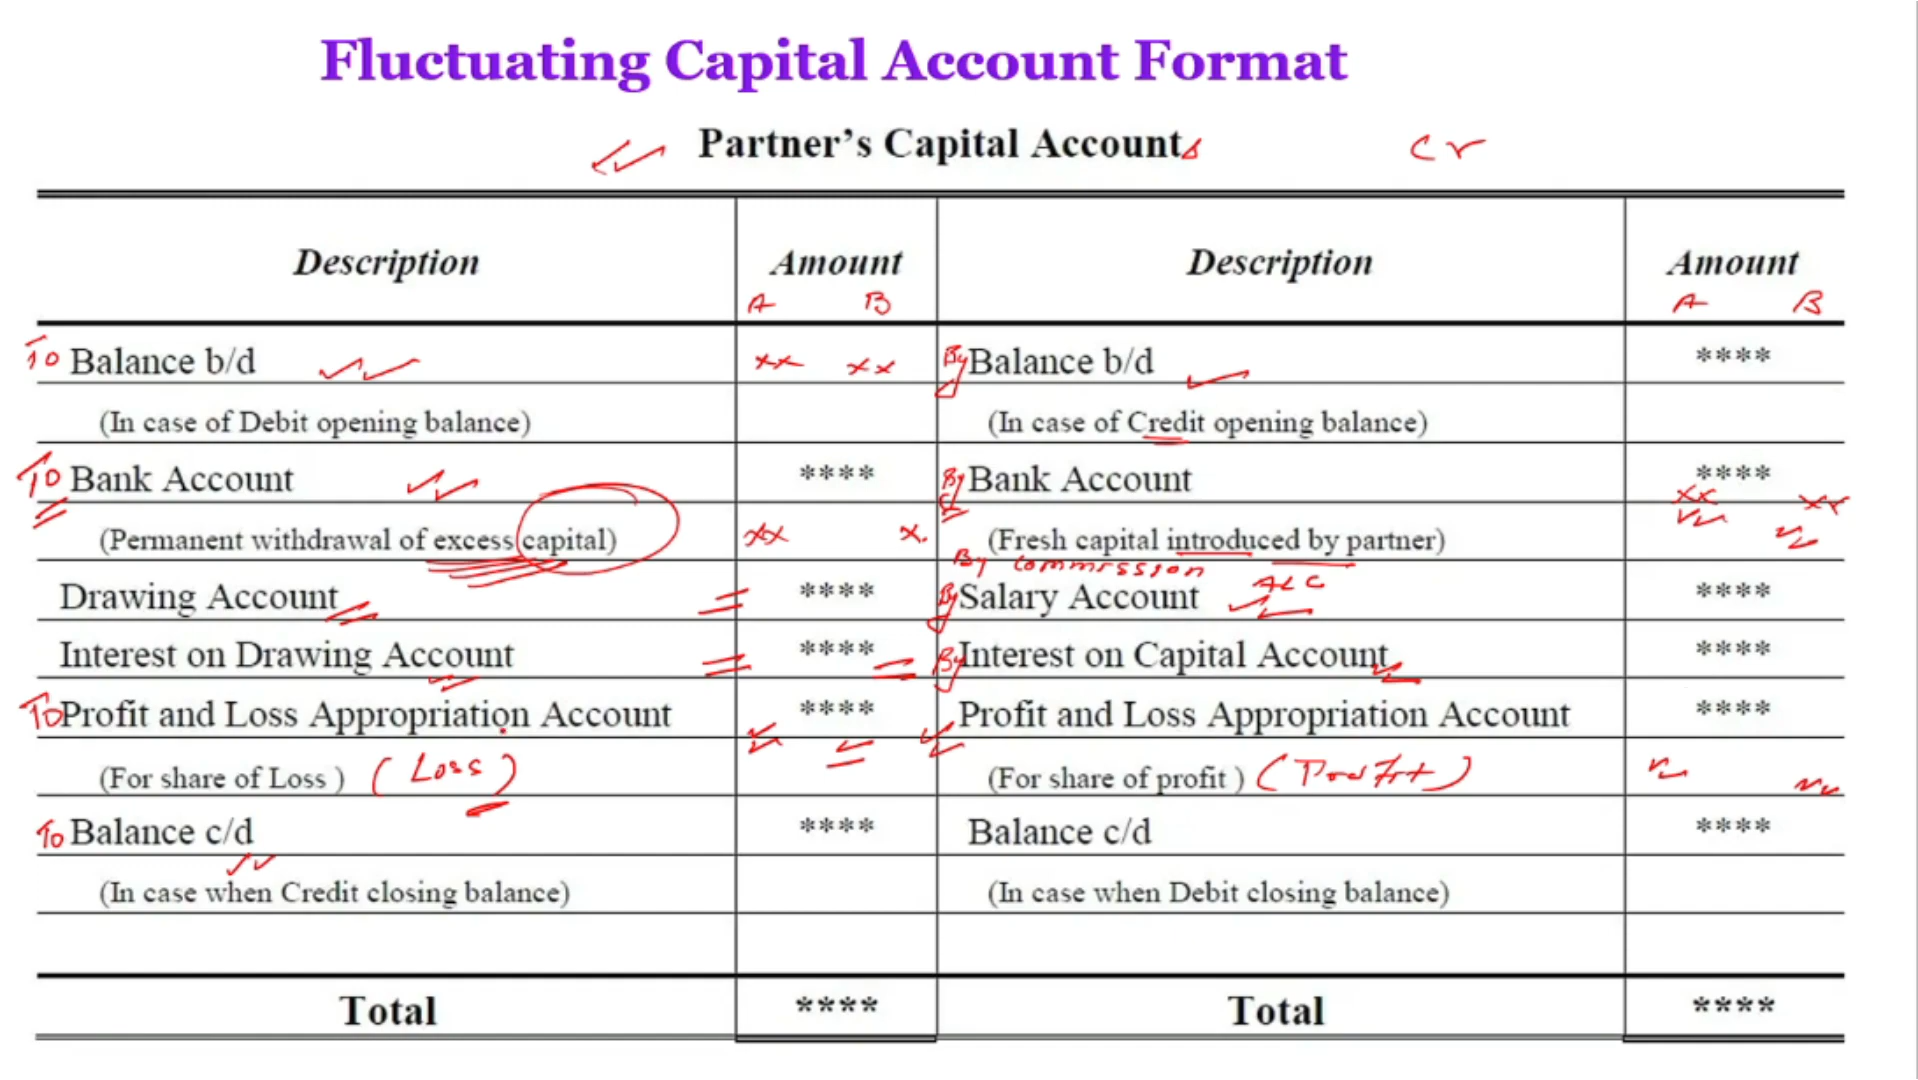 Fluctuating Capital Account Format
Partner's Capital Accounts Cr
Description Amount Description Amount
A B A B
To Balance b/d xx xx By Balance b/d ****
(In case of Debit opening balance) (In case of Credit opening balance)
To Bank Account **** By Bank Account ****
xx xx
(Permanent withdrawal of excess capital) xx x. (Fresh capital introduced by partner)
By commission
Drawing Account **** By Salary Account A/c ****
Interest on Drawing Account **** By Interest on Capital Account ****
To Profit and Loss Appropriation Account **** Profit and Loss Appropriation Account ****
(For share of Loss ) (Loss) (For share of profit ) (Profit)
To Balance c/d **** Balance c/d ****
(In case when Credit closing balance) (In case when Debit closing balance)
Total **** Total ****